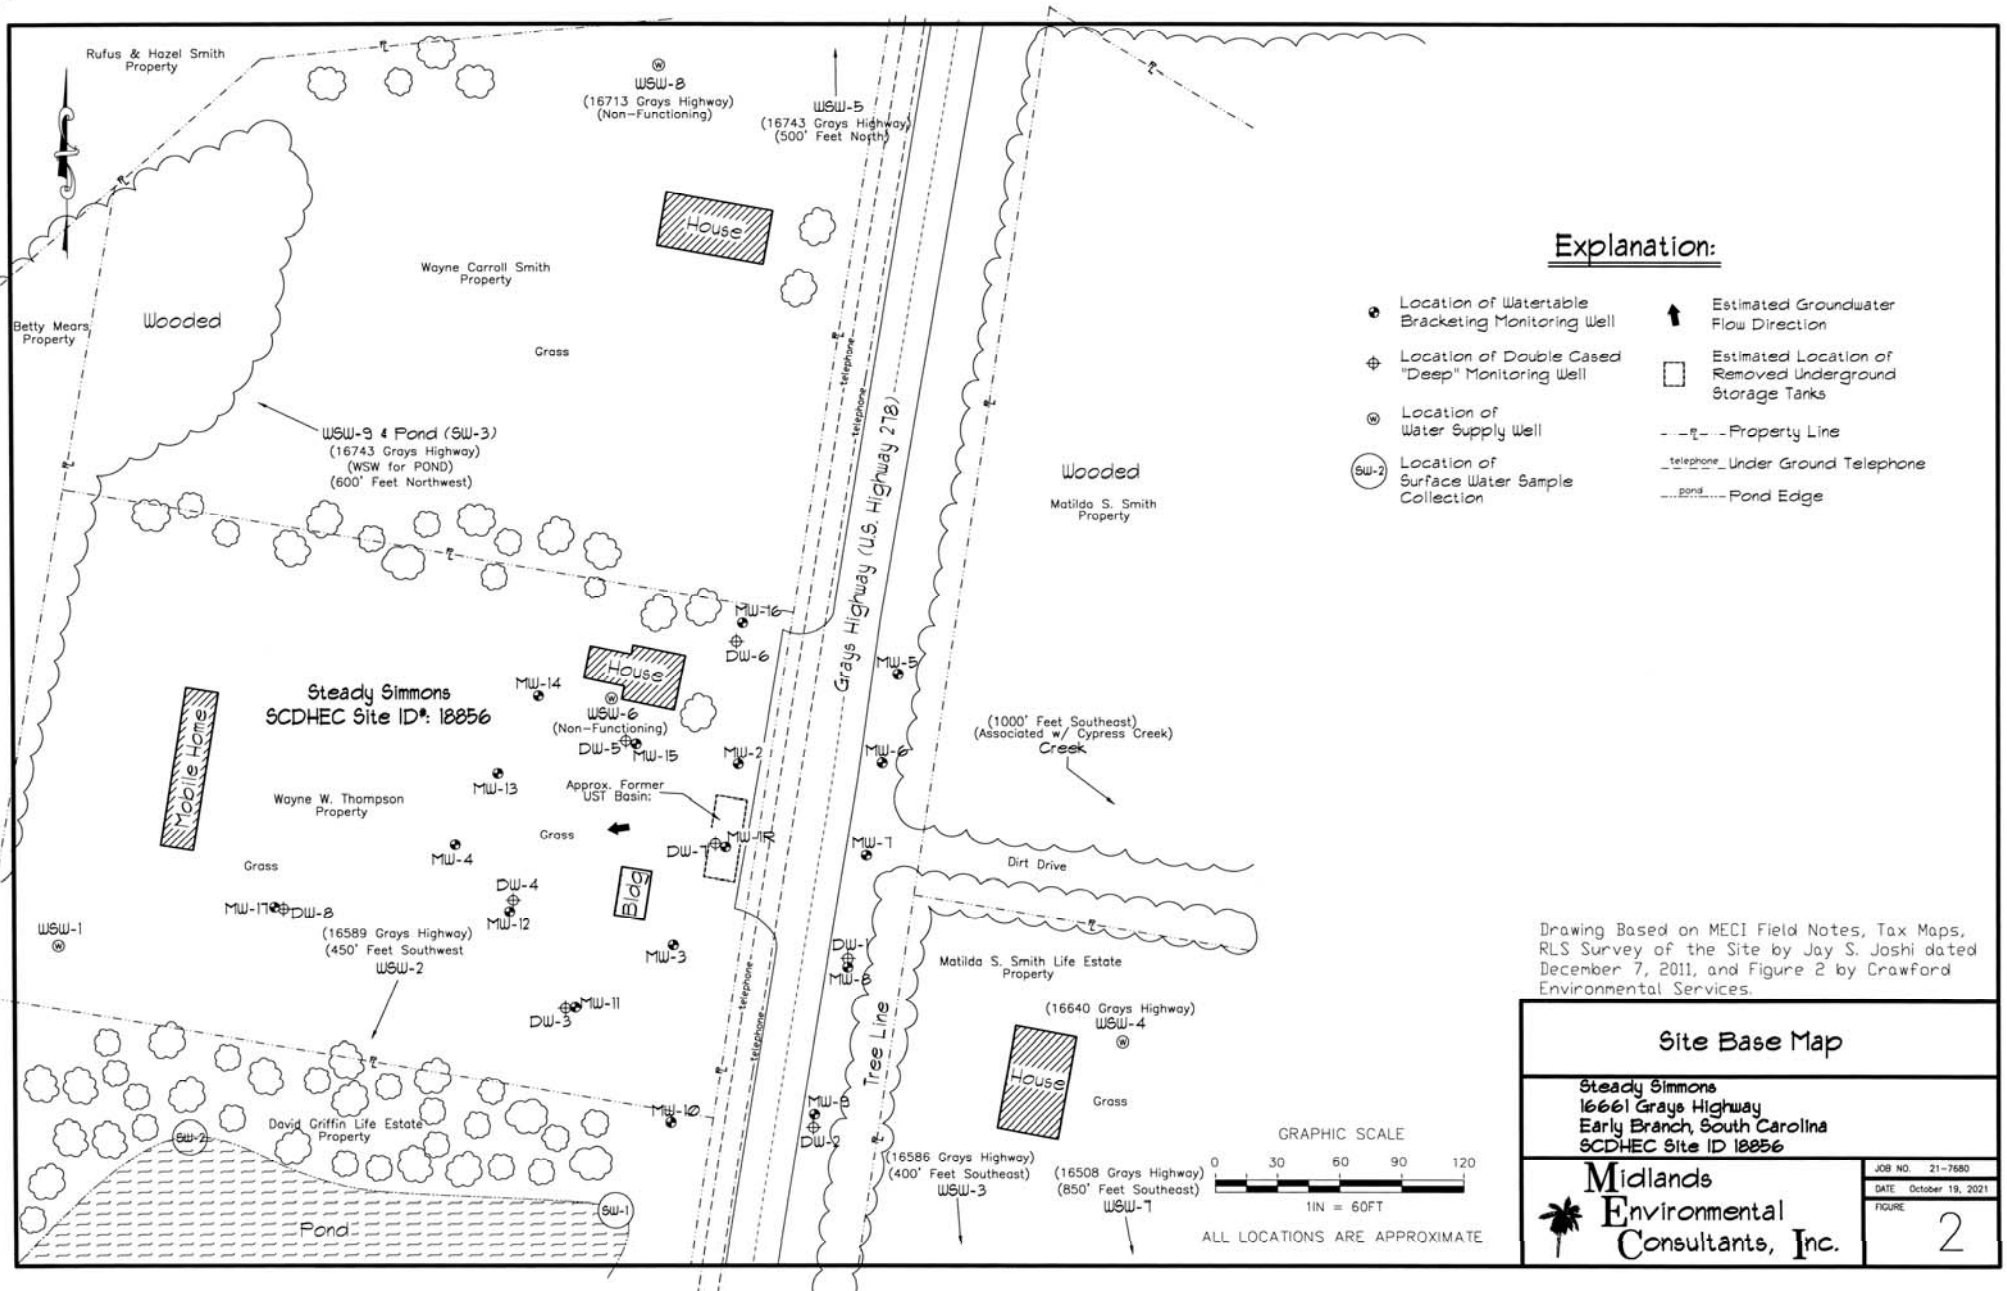 Rufus & Hazel Smith
Property
WSW-8
(16713 Grays Highway)
(Non-Functioning)
WSW-5
(16743 Grays Highway)
(500' Feet North)
House
Wayne Carroll Smith
Property
Wooded
Betty Mears
Property
Grass
WSW-9 & Pond (SW-3)
(16743 Grays Highway)
(WSW for POND)
(600' Feet Northwest)
telephone
telephone
Grays Highway (U.S. Highway 278)
Wooded
Matilda S. Smith
Property
Explanation:
Location of Watertable
Bracketing Monitoring Well
Location of Double Cased
"Deep" Monitoring Well
Location of
Water Supply Well
SW-2
Location of
Surface Water Sample
Collection
Estimated Groundwater
Flow Direction
Estimated Location of
Removed Underground
Storage Tanks
Property Line
telephone
Under Ground Telephone
pond
Pond Edge
MW-16
DW-6
House
MW-5
MW-14
Steady Simmons
SCDHEC Site ID#: 18856
WSW-6
(Non-Functioning)
DW-5
MW-15
MW-2
MW-6
(1000' Feet Southeast)
(Associated w/ Cypress Creek)
Creek
Mobile Home
MW-13
Approx. Former
UST Basin:
Wayne W. Thompson
Property
Grass
MW-1R
DW-7
MW-7
MW-4
Dirt Drive
Grass
Bldg
DW-4
MW-12
MW-17
DW-8
(16589 Grays Highway)
(450' Feet Southwest
WSW-2
WSW-1
MW-3
DW-1
MW-8
Matilda S. Smith Life Estate
Property
telephone
telephone
Tree Line
MW-11
DW-3
(16640 Grays Highway)
WSW-4
House
Grass
MW-10
DW-2
David Griffin Life Estate
Property
SW-2
SW-1
Pond
(16586 Grays Highway)
(400' Feet Southeast)
WSW-3
(16508 Grays Highway)
(850' Feet Southeast)
WSW-7
GRAPHIC SCALE
0 30 60 90 120
1IN = 60FT
ALL LOCATIONS ARE APPROXIMATE
Drawing Based on MECI Field Notes, Tax Maps,
RLS Survey of the Site by Jay S. Joshi dated
December 7, 2011, and Figure 2 by Crawford
Environmental Services.
Site Base Map
Steady Simmons
16661 Grays Highway
Early Branch, South Carolina
SCDHEC Site ID 18856
Midlands
Environmental
Consultants, Inc.
JOB NO. 21-7680
DATE October 19, 2021
FIGURE
2